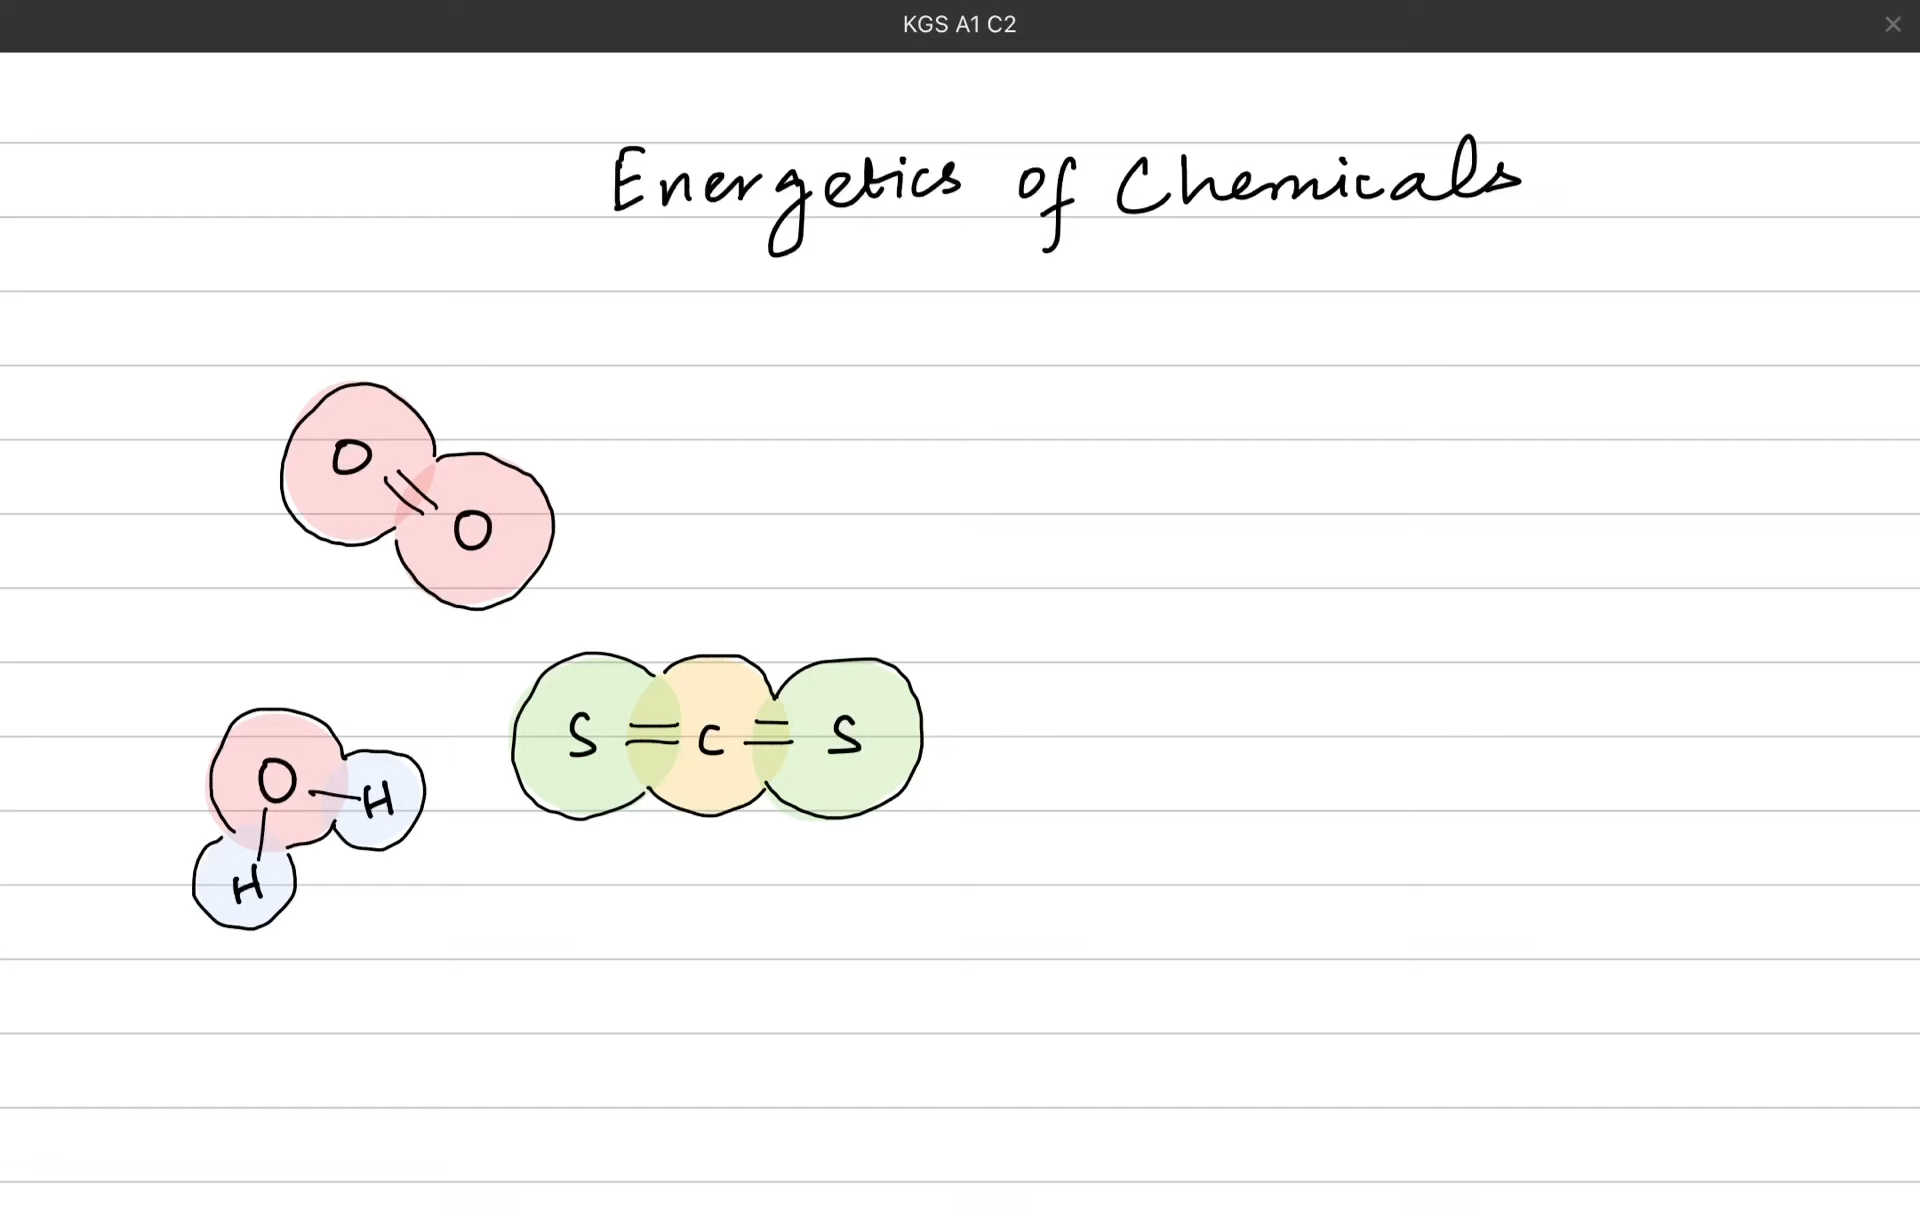 KGS A1 C2
Energetics of Chemicals
O
O
S = C = S
O - H
H